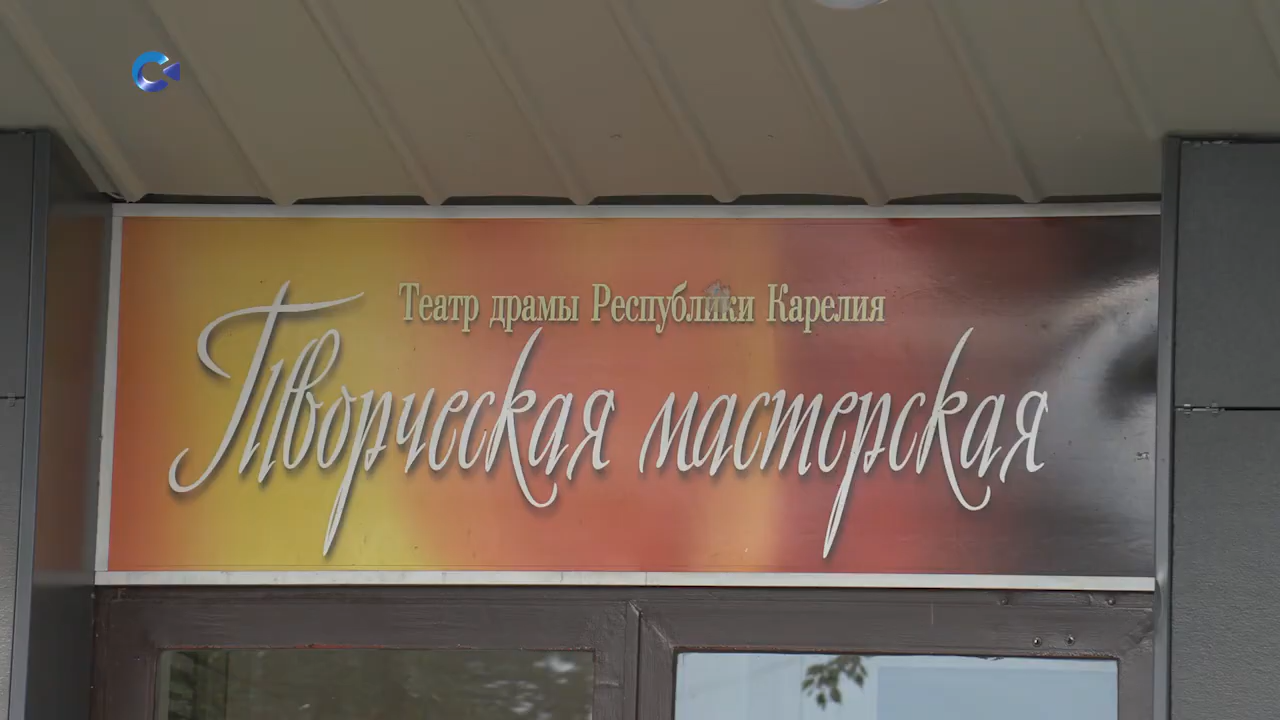 Театр драмы Республики Карелия
Творческая мастерская